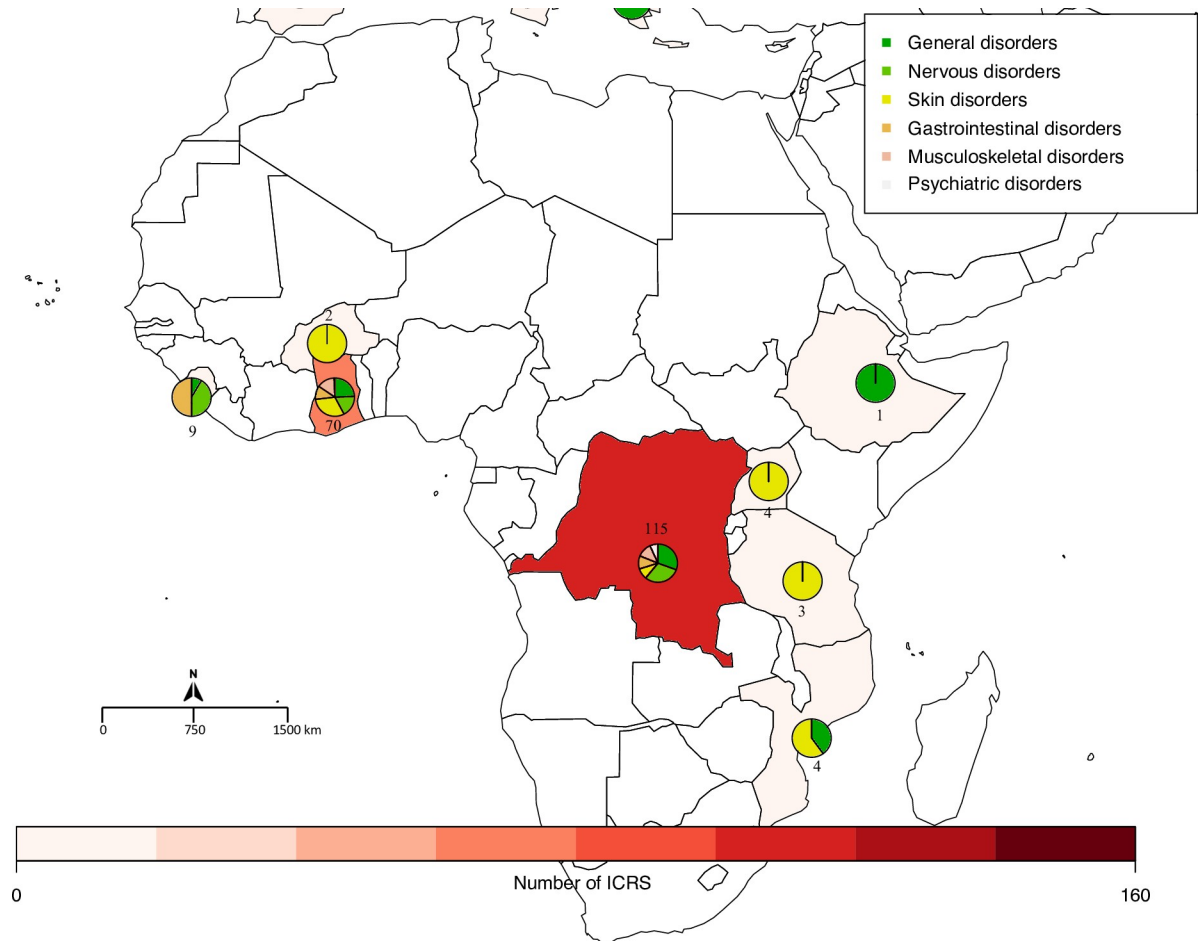 General disorders
Nervous disorders
Skin disorders
Gastrointestinal disorders
Musculoskeletal disorders
Psychiatric disorders
2
9
70
1
4
115
3
N
0 750 1500 km
4
Number of ICRS
0 160